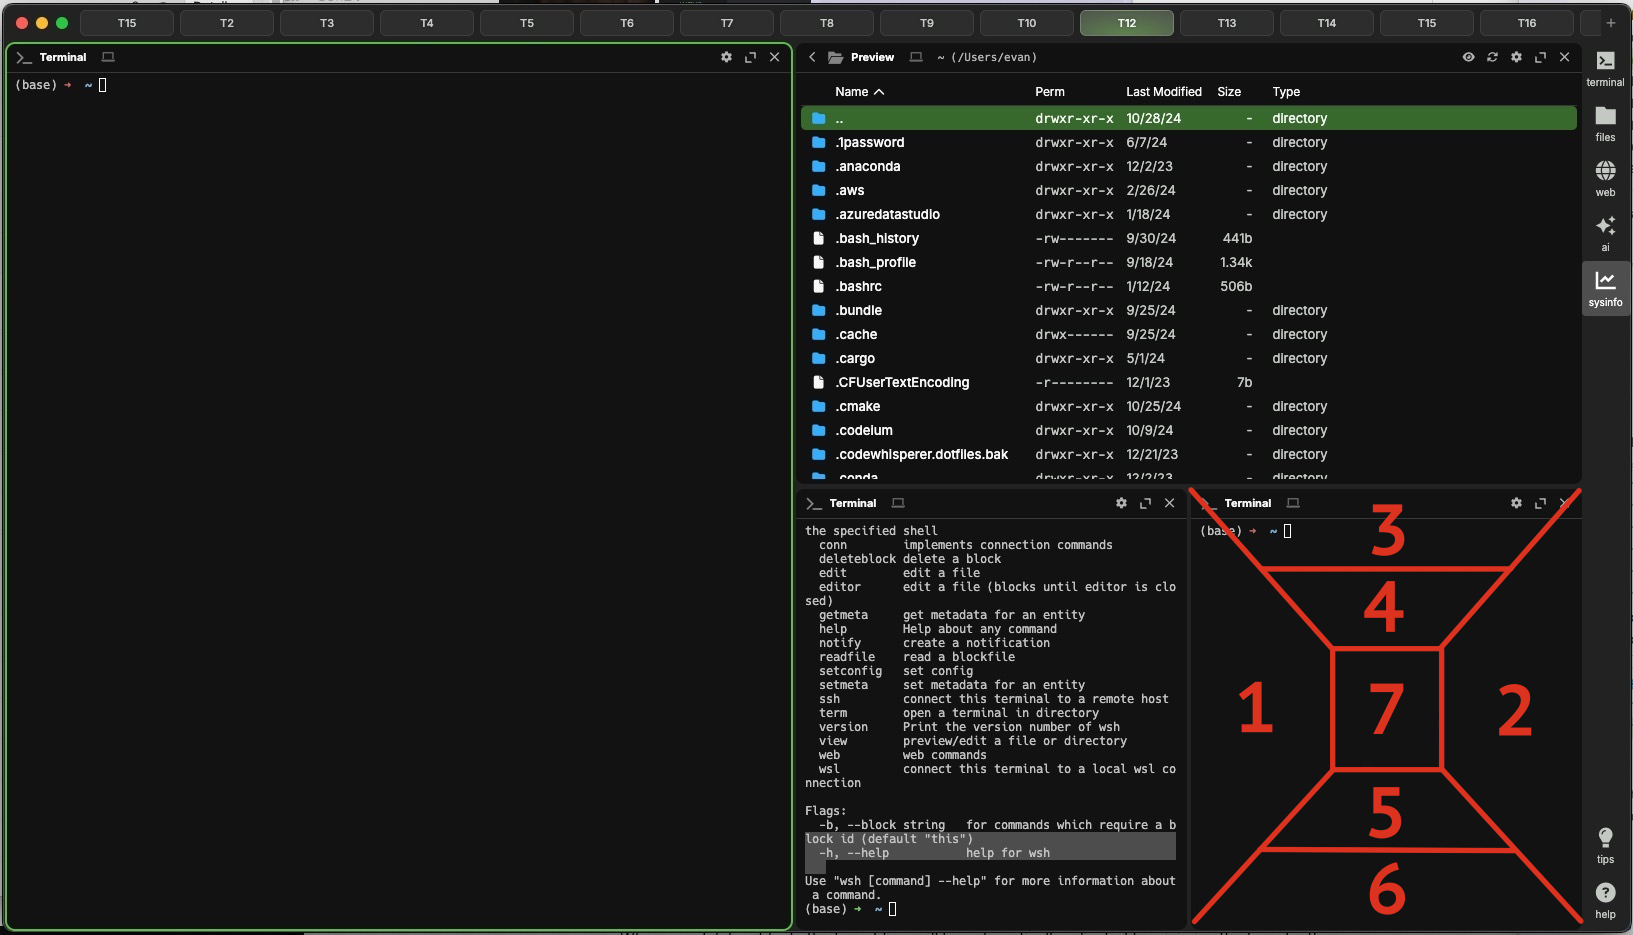 T15 T2 T3 T4 T5 T6 T7 T8 T9 T10 T12 T13 T14 T15 T16 +
>_ Terminal
(base) → ~
Preview ~ (/Users/evan)
Name Perm Last Modified Size Type
.. drwxr-xr-x 10/28/24 - directory
.1password drwxr-xr-x 6/7/24 - directory
.anaconda drwxr-xr-x 12/2/23 - directory
.aws drwxr-xr-x 2/26/24 - directory
.azuredatastudio drwxr-xr-x 1/18/24 - directory
.bash_history -rw------- 9/30/24 441b
.bash_profile -rw-r--r-- 9/18/24 1.34k
.bashrc -rw-r--r-- 1/12/24 506b
.bundle drwxr-xr-x 9/25/24 - directory
.cache drwx------ 9/25/24 - directory
.cargo drwxr-xr-x 5/1/24 - directory
.CFUserTextEncoding -r-------- 12/1/23 7b
.cmake drwxr-xr-x 10/25/24 - directory
.codeium drwxr-xr-x 10/9/24 - directory
.codewhisperer.dotfiles.bak drwxr-xr-x 12/21/23 - directory
.conda drwxr-xr-x 12/2/23 - directory
>_ Terminal
the specified shell
conn implements connection commands
deleteblock delete a block
edit edit a file
editor edit a file (blocks until editor is clo
sed)
getmeta get metadata for an entity
help Help about any command
notify create a notification
readfile read a blockfile
setconfig set config
setmeta set metadata for an entity
ssh connect this terminal to a remote host
term open a terminal in directory
version Print the version number of wsh
view preview/edit a file or directory
web web commands
wsl connect this terminal to a local wsl co
nnection
Flags:
-b, --block string for commands which require a b
lock id (default "this")
-h, --help help for wsh
Use "wsh [command] --help" for more information about
a command.
(base) → ~
Terminal
(base) → ~
3
4
1 7 2
5
6
terminal
files
web
ai
sysinfo
tips
help